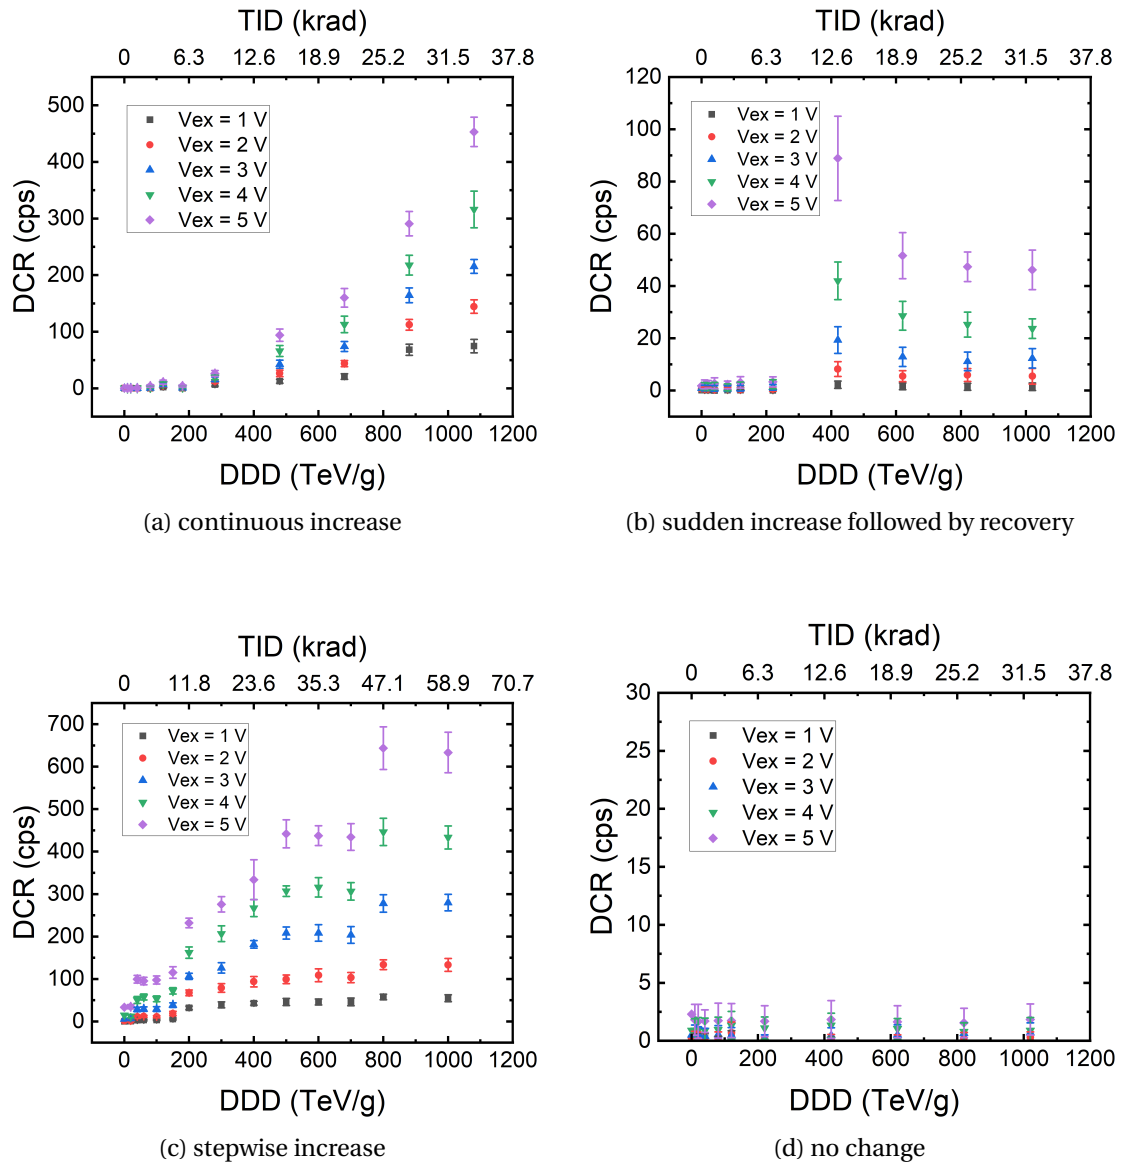 TID (krad)
0 6.3 12.6 18.9 25.2 31.5 37.8
500
400
300
200
100
0
DCR (cps)
Vex = 1 V
Vex = 2 V
Vex = 3 V
Vex = 4 V
Vex = 5 V
0 200 400 600 800 1000 1200
DDD (TeV/g)
(a) continuous increase
TID (krad)
0 6.3 12.6 18.9 25.2 31.5 37.8
120
100
80
60
40
20
0
DCR (cps)
Vex = 1 V
Vex = 2 V
Vex = 3 V
Vex = 4 V
Vex = 5 V
0 200 400 600 800 1000 1200
DDD (TeV/g)
(b) sudden increase followed by recovery
TID (krad)
0 11.8 23.6 35.3 47.1 58.9 70.7
700
600
500
400
300
200
100
0
DCR (cps)
Vex = 1 V
Vex = 2 V
Vex = 3 V
Vex = 4 V
Vex = 5 V
0 200 400 600 800 1000 1200
DDD (TeV/g)
(c) stepwise increase
TID (krad)
0 6.3 12.6 18.9 25.2 31.5 37.8
30
25
20
15
10
5
0
DCR (cps)
Vex = 1 V
Vex = 2 V
Vex = 3 V
Vex = 4 V
Vex = 5 V
0 200 400 600 800 1000 1200
DDD (TeV/g)
(d) no change